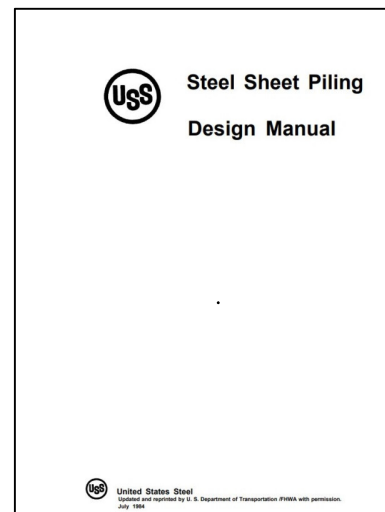 USS
Steel Sheet Piling
Design Manual
USS
United States Steel
Updated and reprinted by U. S. Department of Transportation /FHWA with permission.
July 1984